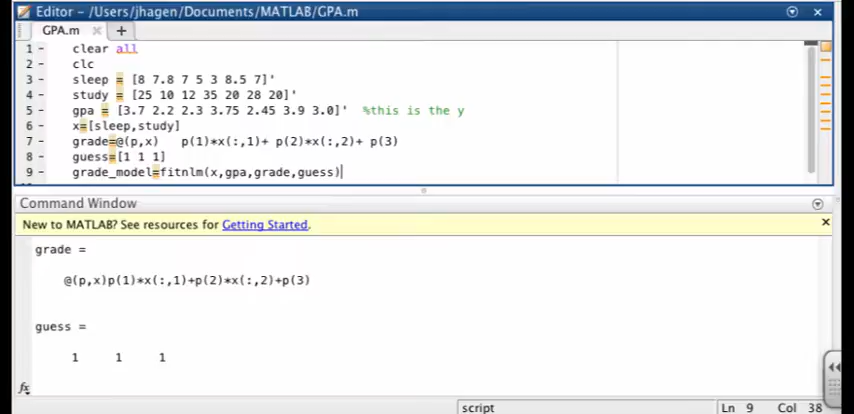 Editor - /Users/jhagen/Documents/MATLAB/GPA.m
GPA.m × +
1 - clear all
2 - clc
3 - sleep = [8 7.8 7 5 3 8.5 7]'
4 - study = [25 10 12 35 20 28 20]'
5 - gpa = [3.7 2.2 2.3 3.75 2.45 3.9 3.0]' %this is the y
6 - x=[sleep,study]
7 - grade=@(p,x) p(1)*x(:,1)+ p(2)*x(:,2)+ p(3)
8 - guess=[1 1 1]
9 - grade_model=fitnlm(x,gpa,grade,guess)
Command Window
New to MATLAB? See resources for Getting Started.
grade =
@(p,x)p(1)*x(:,1)+p(2)*x(:,2)+p(3)
guess =
1 1 1
fx
script Ln 9 Col 38